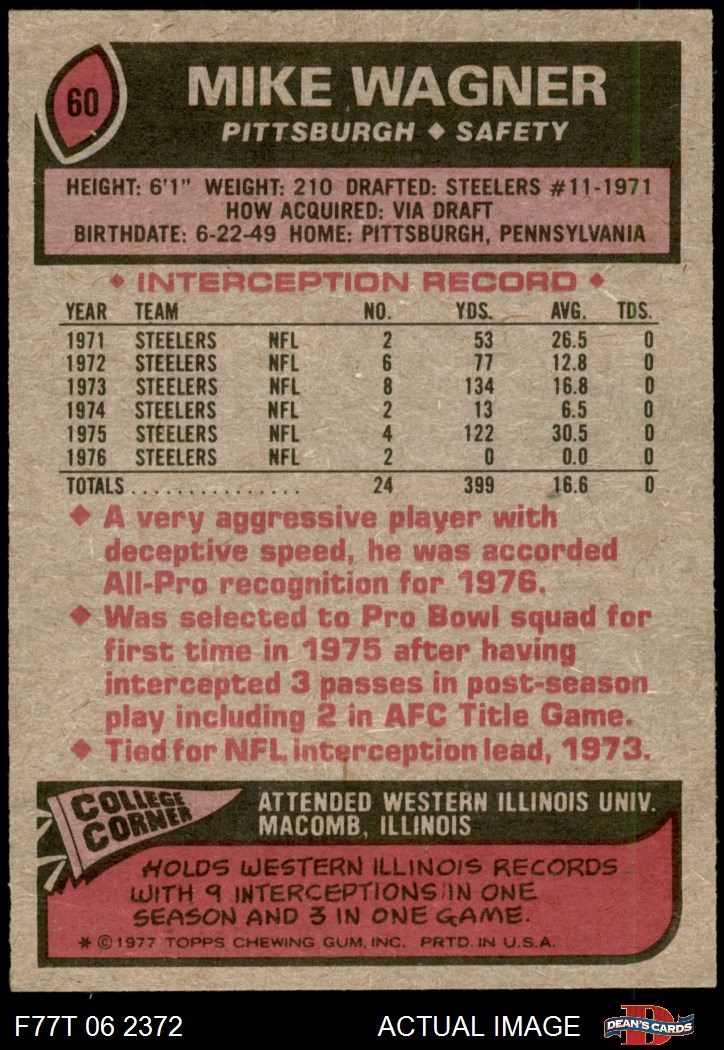 60
MIKE WAGNER
PITTSBURGH ◆ SAFETY
HEIGHT: 6'1" WEIGHT: 210 DRAFTED: STEELERS #11-1971
HOW ACQUIRED: VIA DRAFT
BIRTHDATE: 6-22-49 HOME: PITTSBURGH, PENNSYLVANIA
◆ INTERCEPTION RECORD ◆
YEAR TEAM NO. YDS. AVG. TDS.
1971 STEELERS NFL 2 53 26.5 0
1972 STEELERS NFL 6 77 12.8 0
1973 STEELERS NFL 8 134 16.8 0
1974 STEELERS NFL 2 13 6.5 0
1975 STEELERS NFL 4 122 30.5 0
1976 STEELERS NFL 2 0 0.0 0
TOTALS................ 24 399 16.6 0
◆ A very aggressive player with
deceptive speed, he was accorded
All-Pro recognition for 1976.
◆ Was selected to Pro Bowl squad for
first time in 1975 after having
intercepted 3 passes in post-season
play including 2 in AFC Title Game.
◆ Tied for NFL interception lead, 1973.
COLLEGE
CORNER
ATTENDED WESTERN ILLINOIS UNIV.
MACOMB, ILLINOIS
HOLDS WESTERN ILLINOIS RECORDS
WITH 9 INTERCEPTIONS IN ONE
SEASON AND 3 IN ONE GAME.
* © 1977 TOPPS CHEWING GUM, INC. PRTD. IN U.S.A.
F77T 06 2372 ACTUAL IMAGE
D
DEAN'S CARDS